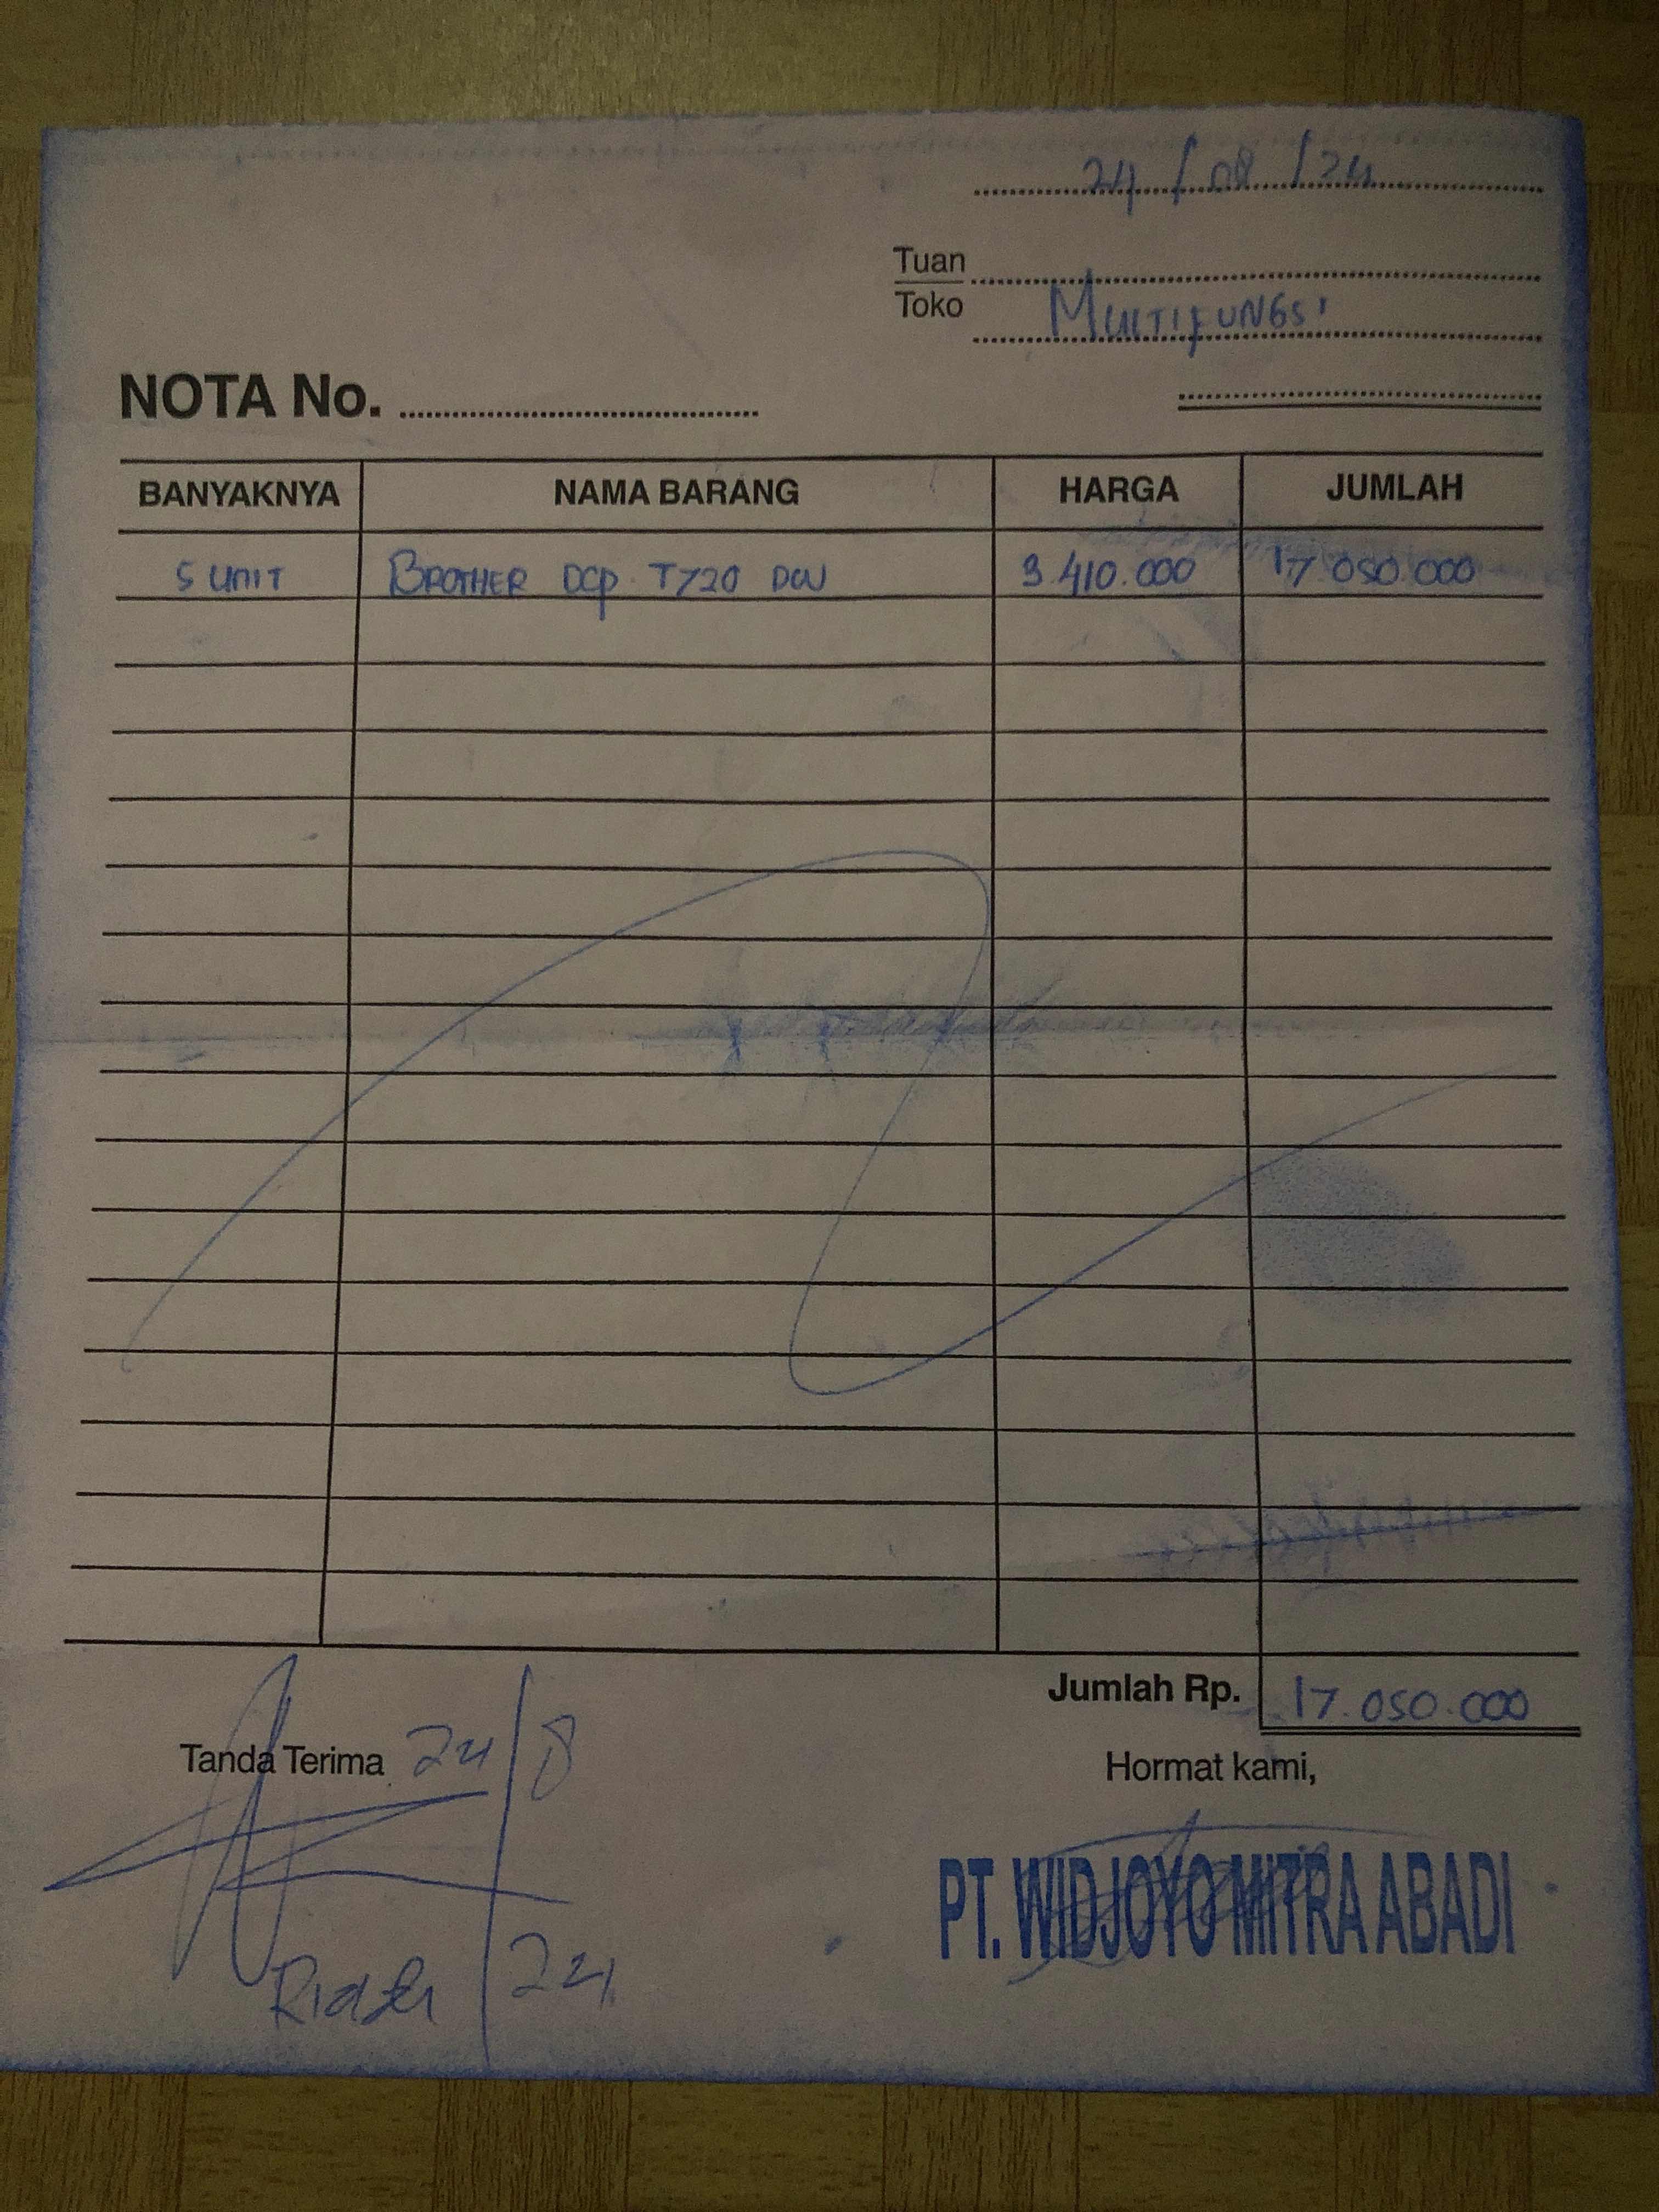 24/08/24
Tuan
Toko MULTIFUNGSI
NOTA No.
BANYAKNYA NAMA BARANG HARGA JUMLAH
5 UNIT BROTHER DCP T720 DW 3.410.000 17.050.000
Jumlah Rp. 17.050.000
Tanda Terima 24/8
Hormat kami,
PT. WIDJOYO MITRA ABADI
24